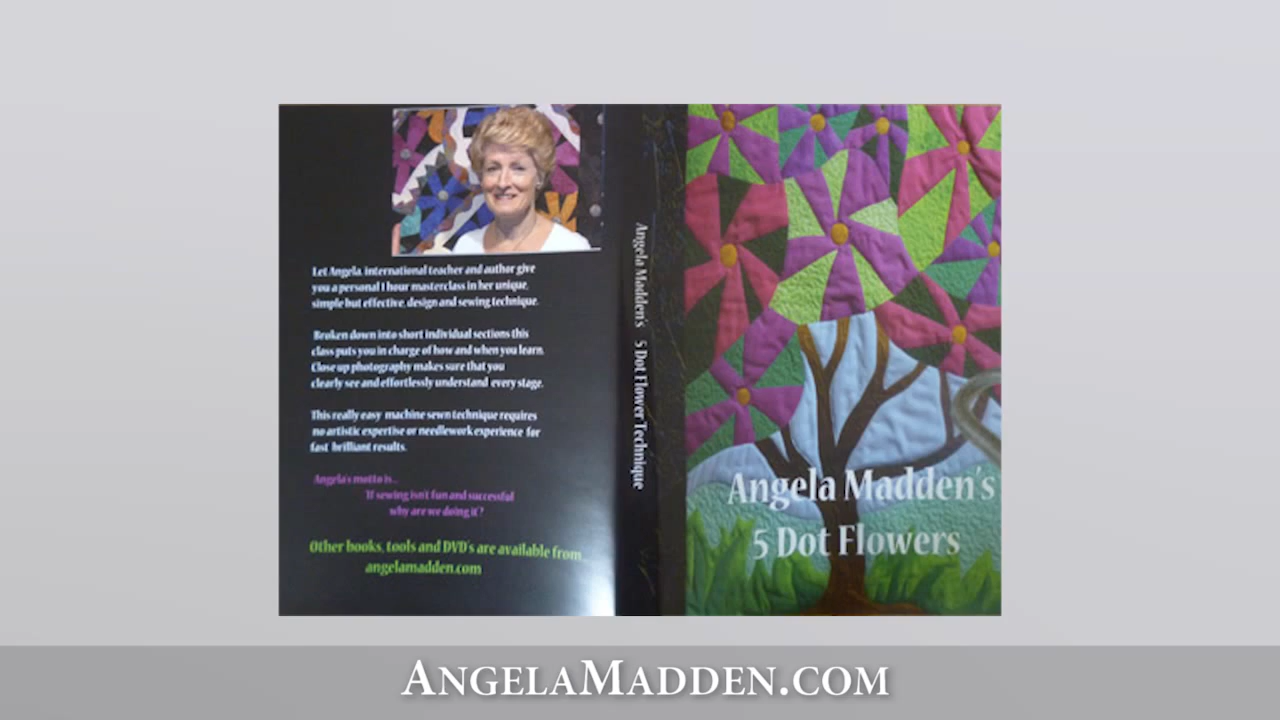 Let Angela, international teacher and author give
you a personal 1 hour masterclass in her unique,
simple but effective, design and sewing technique.
Broken down into short individual sections this
class puts you in charge of how and when you learn.
Close up photography makes sure that you
clearly see and effortlessly understand every stage.
This really easy machine sewn technique requires
no artistic expertise or needlework experience for
fast brilliant results.
Angela's motto is...
'If sewing isn't fun and successful
why are we doing it?'
Other books, tools and DVD's are available from...
angelamadden.com
Angela Madden's 5 Dot Flower Technique
Angela Madden's
5 Dot Flowers
ANGELAMADDEN.COM